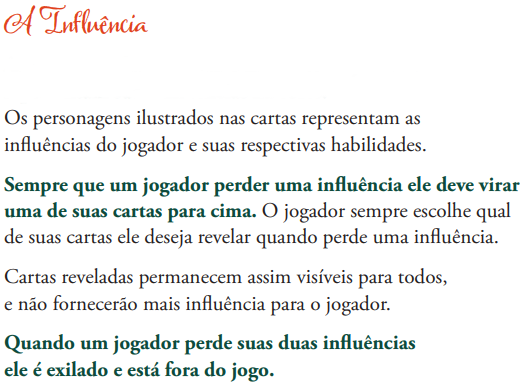 A Influência
Os personagens ilustrados nas cartas representam as
influências do jogador e suas respectivas habilidades.
Sempre que um jogador perder uma influência ele deve virar
uma de suas cartas para cima. O jogador sempre escolhe qual
de suas cartas ele deseja revelar quando perde uma influência.
Cartas reveladas permanecem assim visíveis para todos,
e não fornecerão mais influência para o jogador.
Quando um jogador perde suas duas influências
ele é exilado e está fora do jogo.